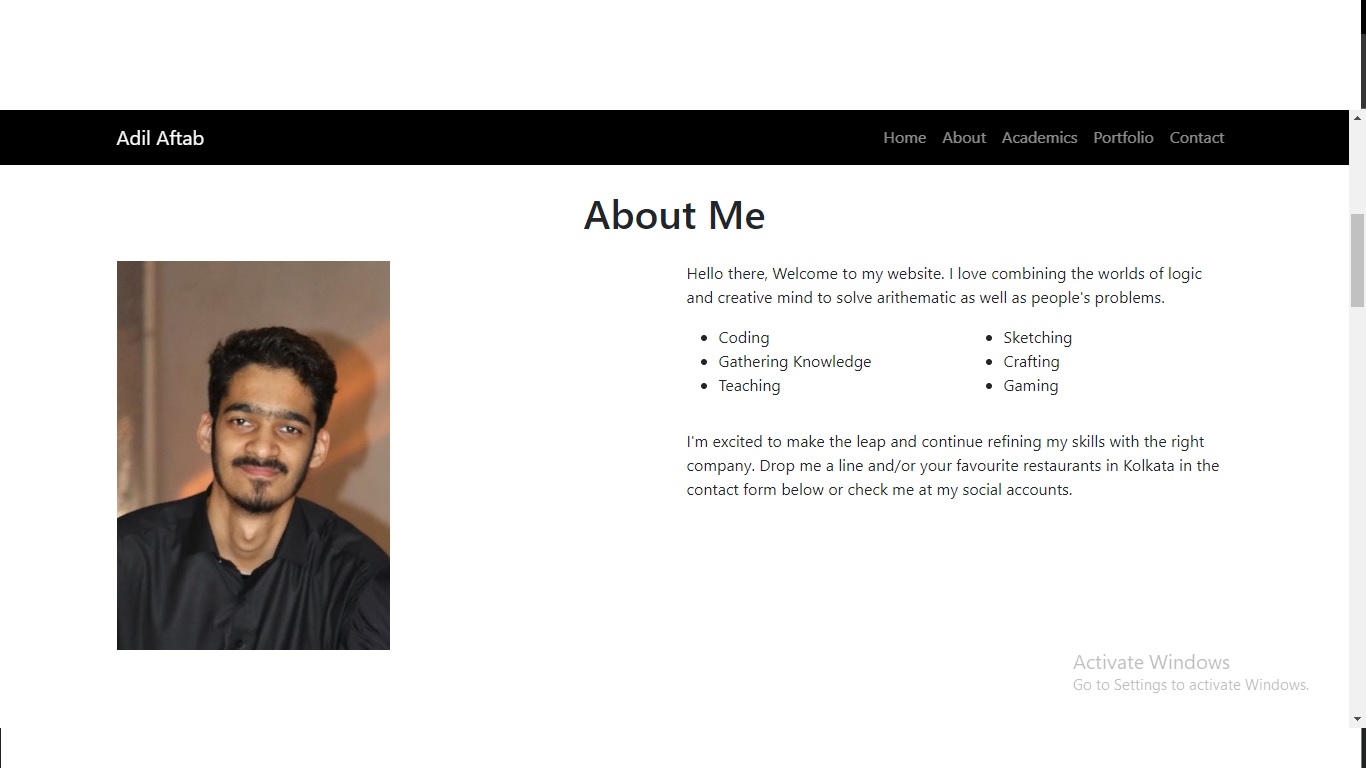 Adil Aftab
Home About Academics Portfolio Contact
About Me
Hello there, Welcome to my website. I love combining the worlds of logic
and creative mind to solve arithematic as well as people's problems.
• Coding
• Gathering Knowledge
• Teaching
• Sketching
• Crafting
• Gaming
I'm excited to make the leap and continue refining my skills with the right
company. Drop me a line and/or your favourite restaurants in Kolkata in the
contact form below or check me at my social accounts.
Activate Windows
Go to Settings to activate Windows.